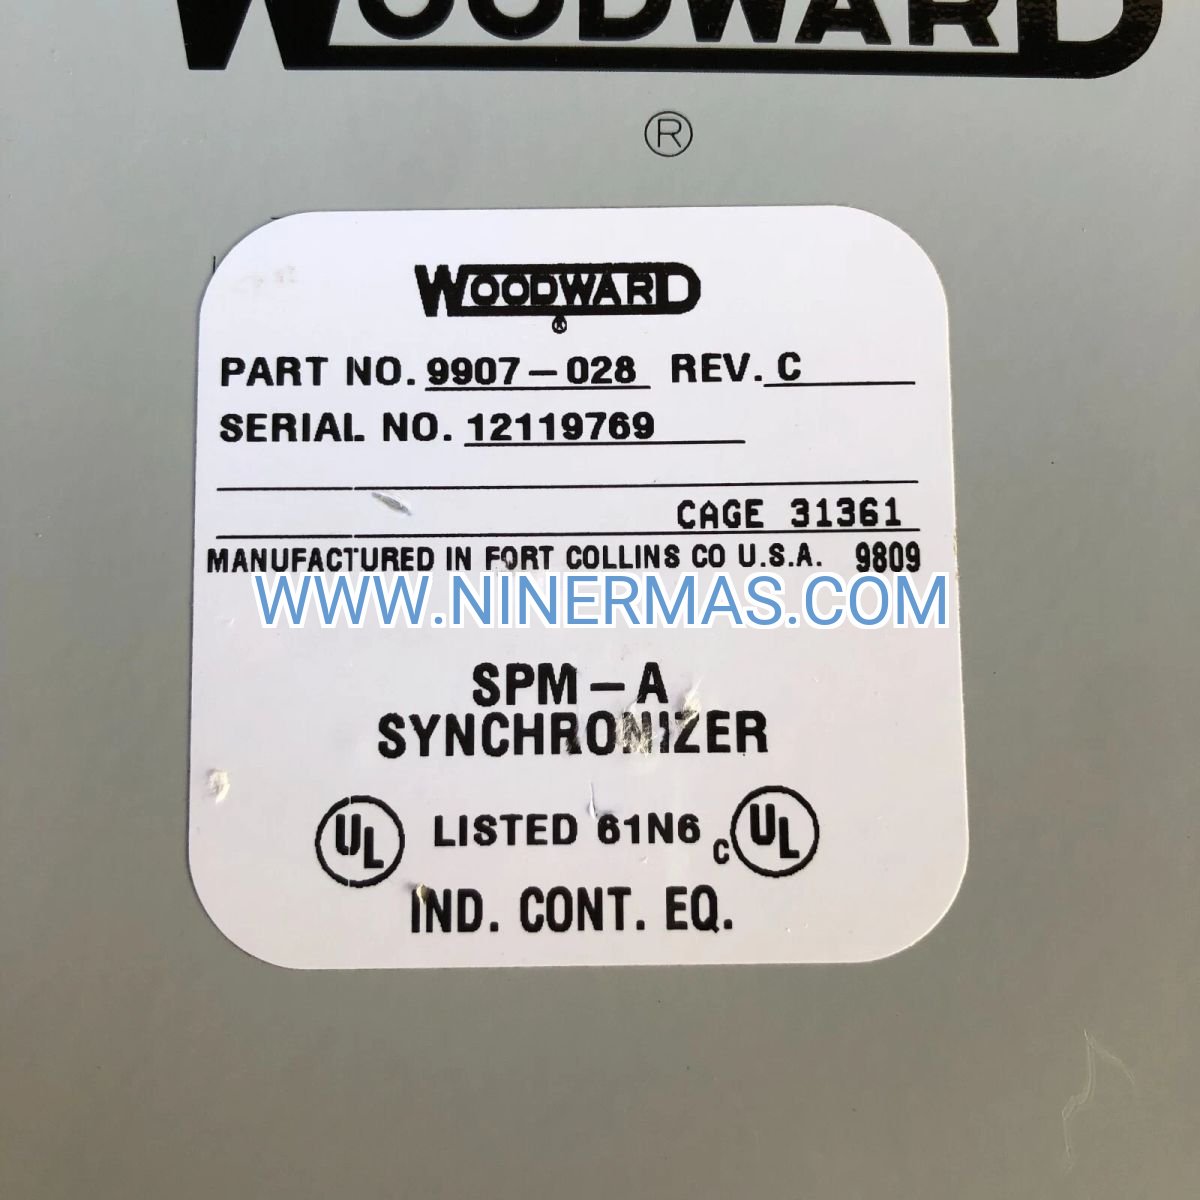 WOODWARD
®
WOODWARD
®
PART NO. 9907-028 REV. C
SERIAL NO. 12119769
CAGE 31361
MANUFACTURED IN FORT COLLINS CO U.S.A. 9809
WWW.NINERMAS.COM
SPM-A
SYNCHRONIZER
UL LISTED 61N6 C UL
IND. CONT. EQ.